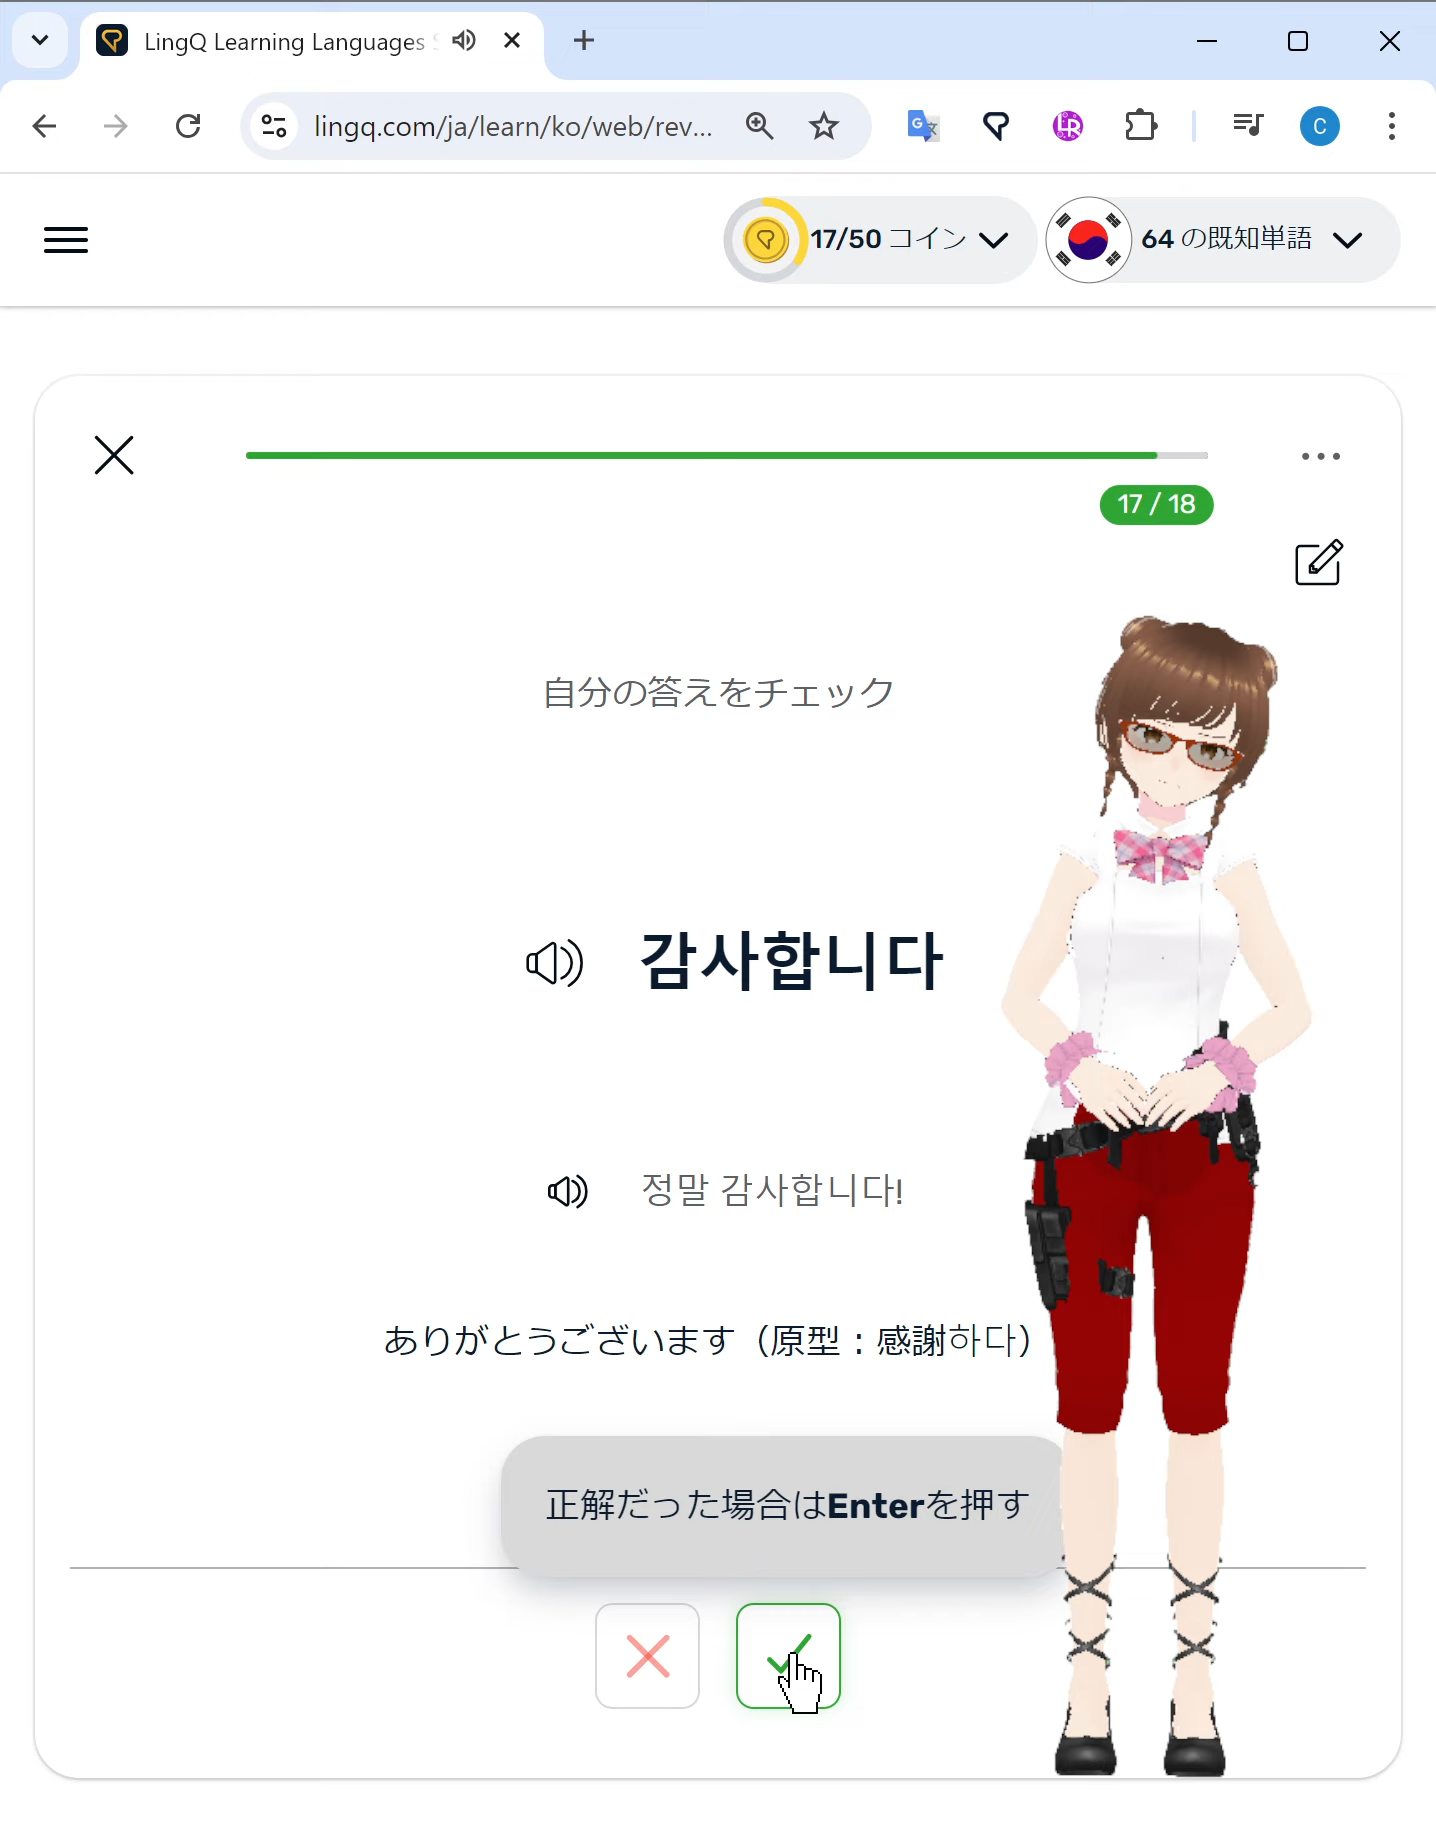 LingQ Learning Languages
lingq.com/ja/learn/ko/web/rev...
C
17/50 コイン
64 の既知単語
17 / 18
自分の答えをチェック
감사합니다
정말 감사합니다!
ありがとうございます（原型：感謝하다）
正解だった場合はEnterを押す